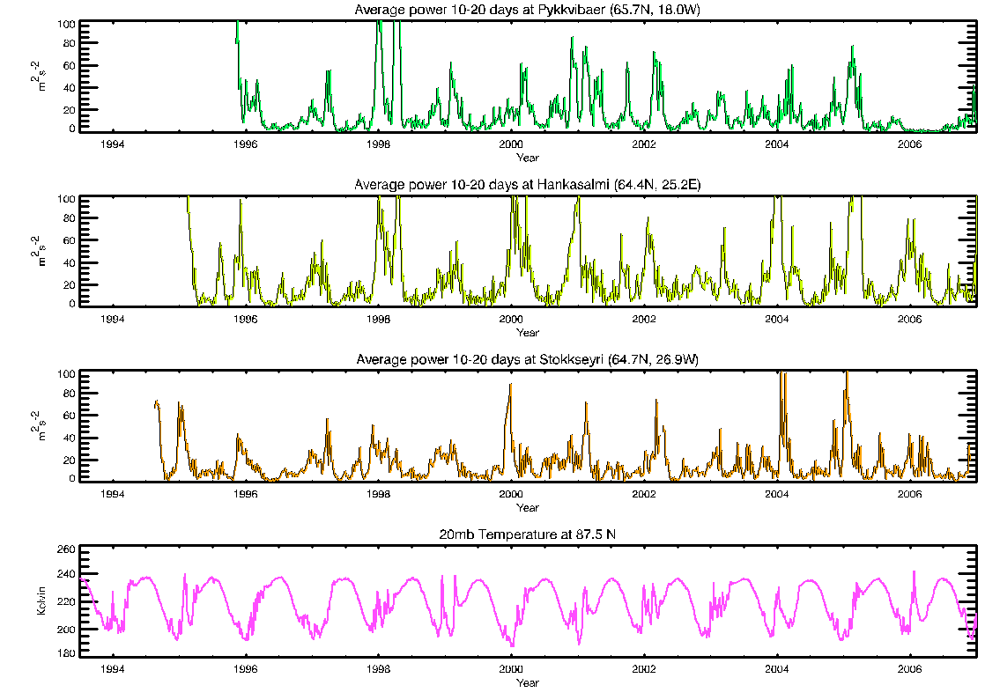 Average power 10-20 days at Pykkvibaer (65.7N, 18.0W)
100
80
60
40
20
0
m2s-2
1994 1996 1998 2000 2002 2004 2006
Year
Average power 10-20 days at Hankasalmi (64.4N, 25.2E)
100
80
60
40
20
0
m2s-2
1994 1996 1998 2000 2002 2004 2006
Year
Average power 10-20 days at Stokkseyri (64.7N, 26.9W)
100
80
60
40
20
0
m2s-2
1994 1996 1998 2000 2002 2004 2006
Year
20mb Temperature at 87.5 N
260
240
220
200
180
Kelvin
1994 1996 1998 2000 2002 2004 2006
Year